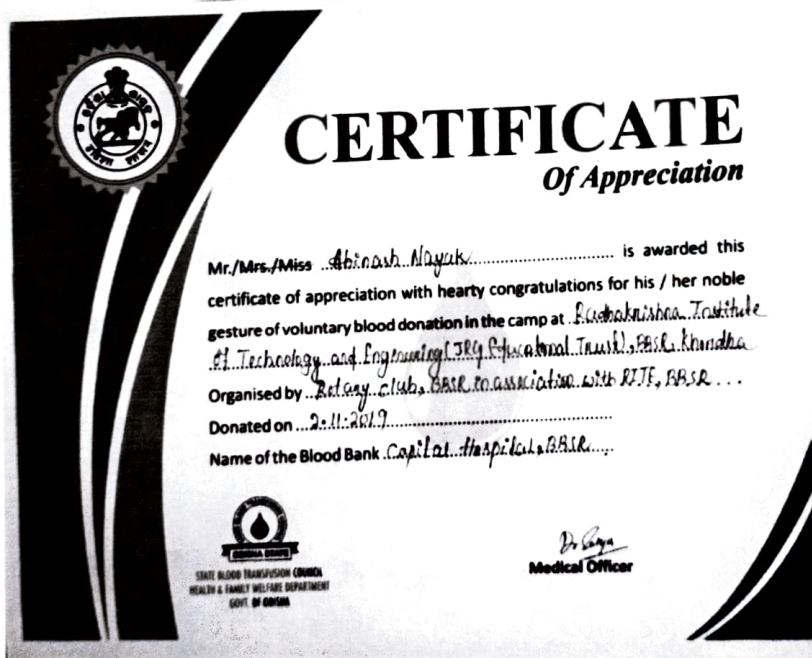 CERTIFICATE
Of Appreciation
Mr./Mrs./Miss Abinash Nayak is awarded this
certificate of appreciation with hearty congratulations for his / her noble
gesture of voluntary blood donation in the camp at Radhakrishna Institute
Of Technology and Engineering (JRG Educational Trust), BBSR, Khordha
Organised by Rotary club, BBSR in association with RITE, BBSR
Donated on 2-11-2019
Name of the Blood Bank Capital Hospital, BBSR
STATE BLOOD TRANSFUSION COUNCIL
HEALTH & FAMILY WELFARE DEPARTMENT
GOVT. OF ODISHA
Medical Officer